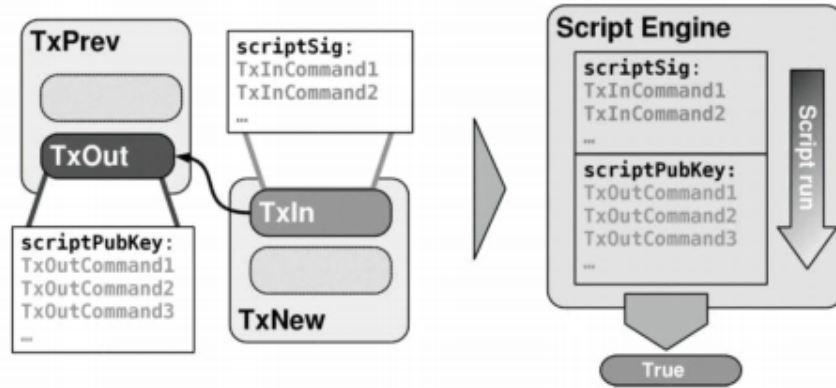 TxPrev
TxOut
scriptPubKey:
TxOutCommand1
TxOutCommand2
TxOutCommand3
…
scriptSig:
TxInCommand1
TxInCommand2
…
TxIn
TxNew
Script Engine
scriptSig:
TxInCommand1
TxInCommand2
…
scriptPubKey:
TxOutCommand1
TxOutCommand2
TxOutCommand3
…
Script run
True